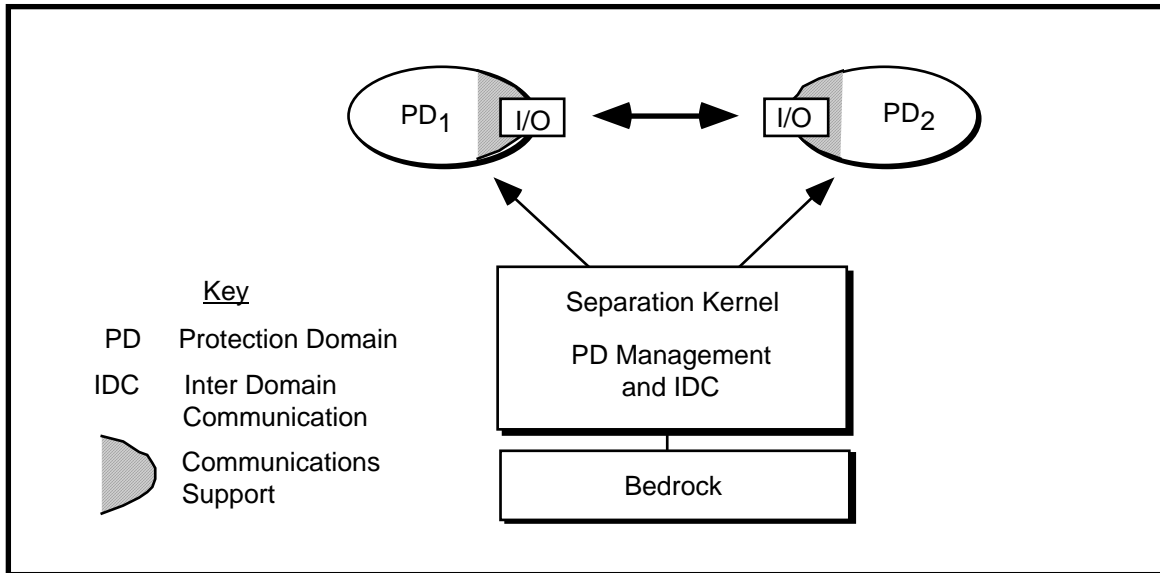 PD1
I/O
I/O
PD2
Separation Kernel
PD Management
and IDC
Bedrock
Key
PD Protection Domain
IDC Inter Domain
Communication
Communications
Support